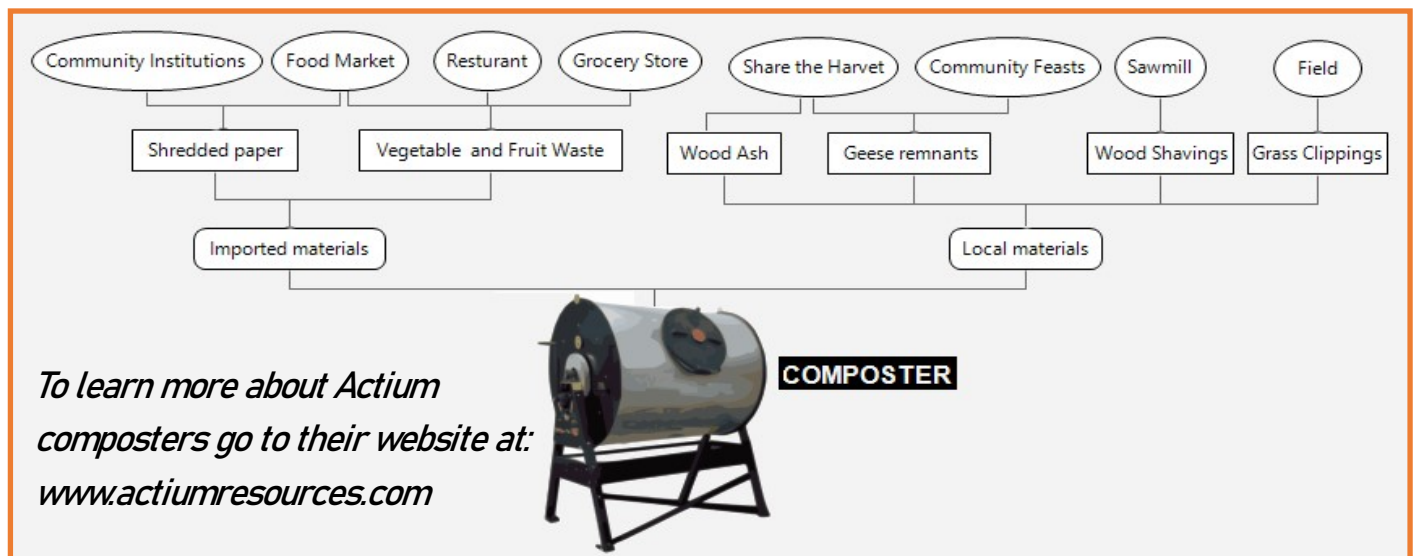 Community Institutions
Food Market
Resturant
Grocery Store
Share the Harvet
Community Feasts
Sawmill
Field
Shredded paper
Vegetable and Fruit Waste
Wood Ash
Geese remnants
Wood Shavings
Grass Clippings
Imported materials
Local materials
COMPOSTER
To learn more about Actium
composters go to their website at:
www.actiumresources.com